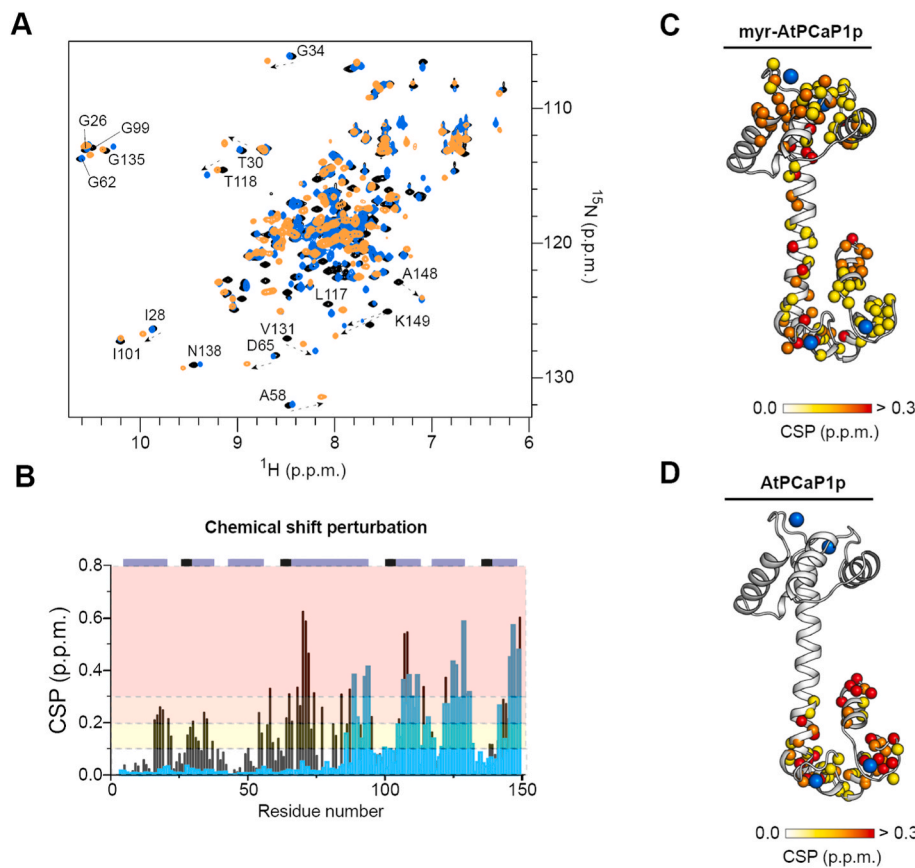 A
G34
G26
G99
G135
G62
T30
T118
I28
I101
N138
V131
D65
L117
A148
K149
A58
110
120
130
15N (p.p.m.)
10
9
8
7
6
1H (p.p.m.)
B
Chemical shift perturbation
0.8
0.6
0.4
0.2
0.0
CSP (p.p.m.)
0
50
100
150
Residue number
C
myr-AtPCaP1p
0.0
> 0.3
CSP (p.p.m.)
D
AtPCaP1p
0.0
> 0.3
CSP (p.p.m.)